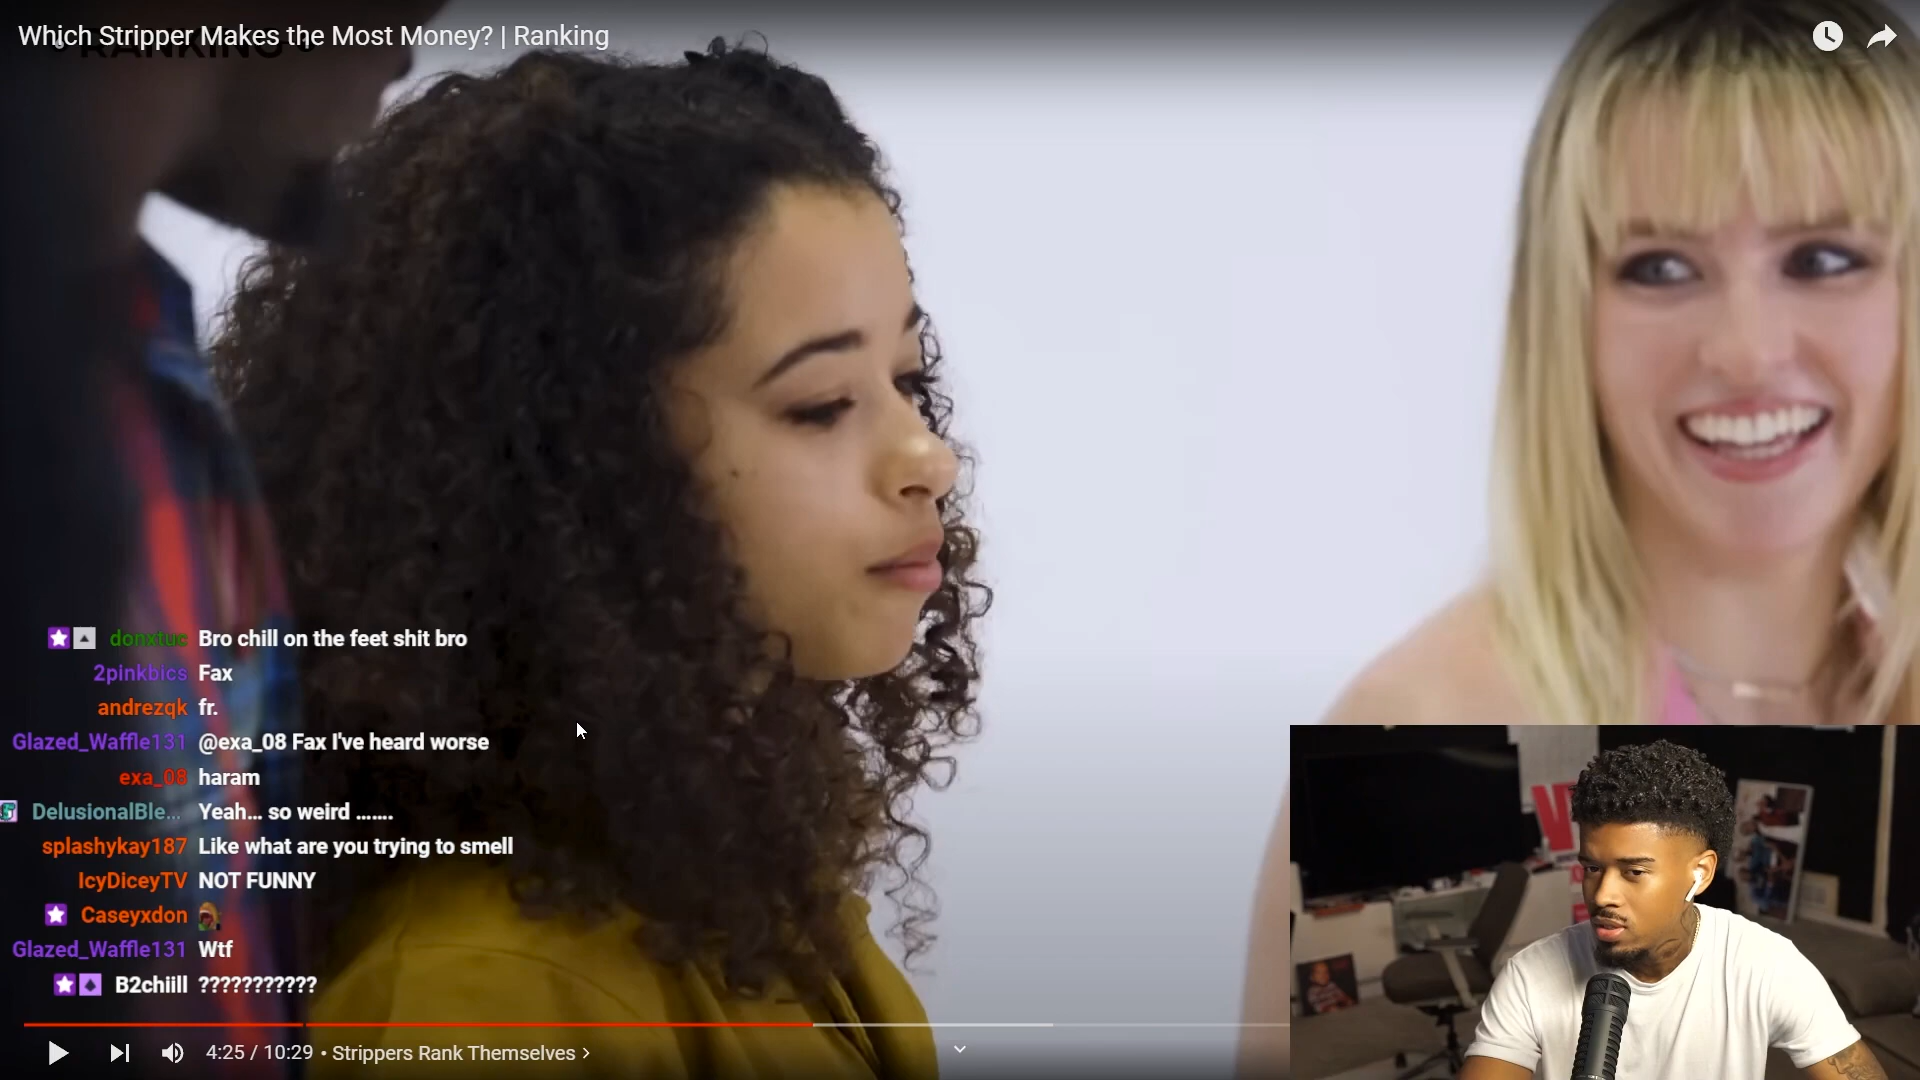 Which Stripper Makes the Most Money? | Ranking
RANKING
donxtuc Bro chill on the feet shit bro
2pinkbics Fax
andrezqk fr.
Glazed_Waffle131 @exa_08 Fax I've heard worse
exa_08 haram
DelusionalBle... Yeah... so weird .......
splashykay187 Like what are you trying to smell
IcyDiceyTV NOT FUNNY
Caseyxdon
Glazed_Waffle131 Wtf
B2chiill ???????????
4:25 / 10:29 • Strippers Rank Themselves >